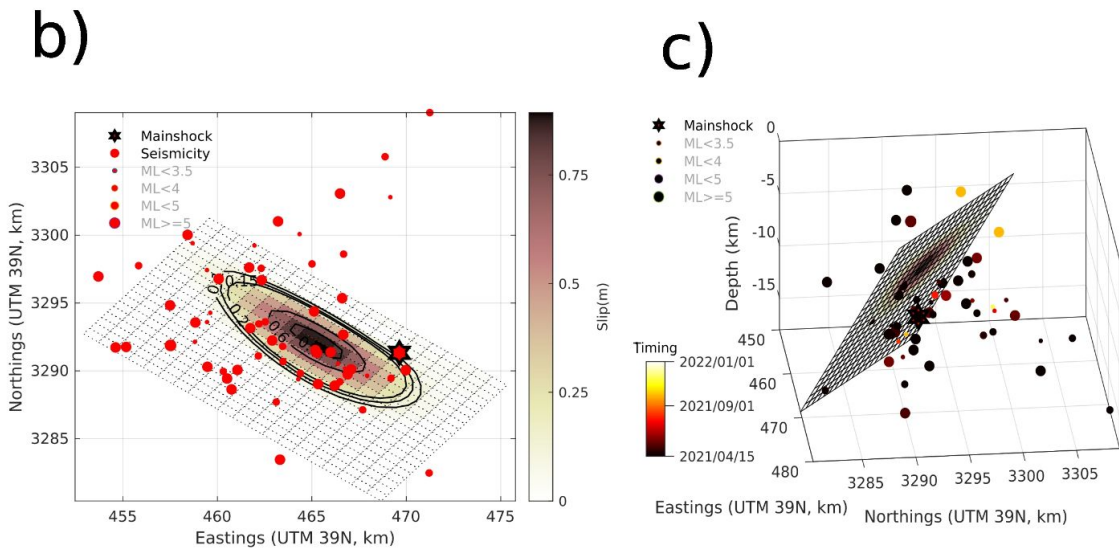 b)
Mainshock
Seismicity
ML<3.5
ML<4
ML<5
ML>=5
3305
3300
3295
3290
3285
Northings (UTM 39N, km)
455
460
465
470
475
Eastings (UTM 39N, km)
0.15
0.75
0.5
0.25
0
Slip(m)
c)
Mainshock
ML<3.5
ML<4
ML<5
ML>=5
0
-5
-10
-15
Depth (km)
450
460
470
480
Eastings (UTM 39N, km)
3285
3290
3295
3300
3305
Northings (UTM 39N, km)
Timing
2022/01/01
2021/09/01
2021/04/15